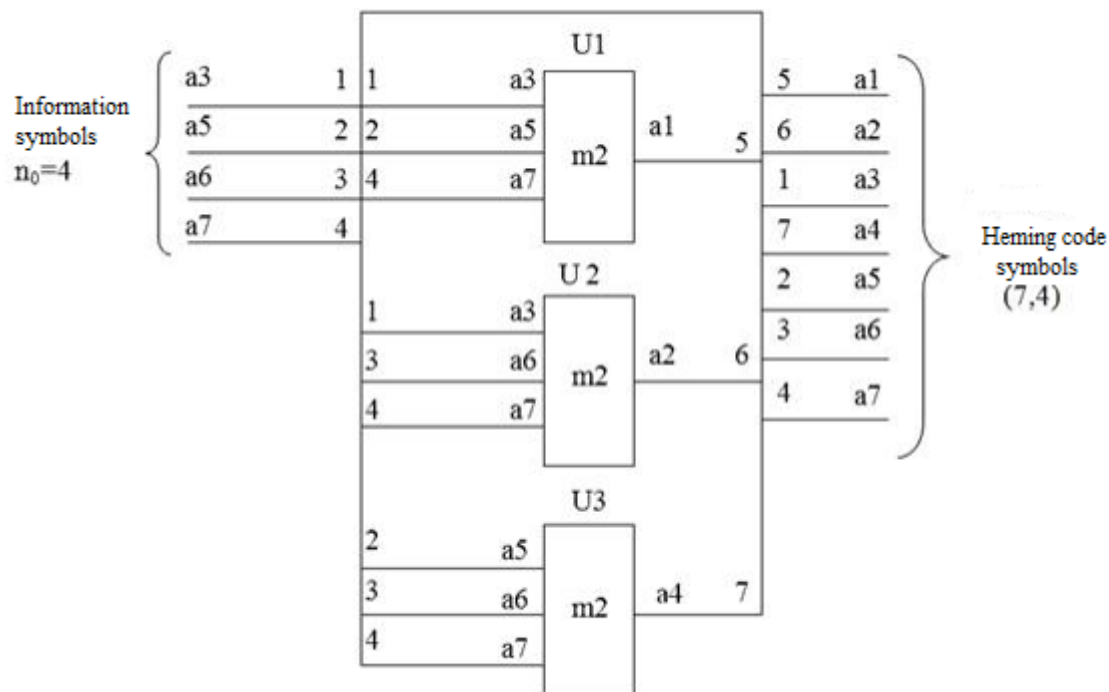 U1
a3 1 1 a3 5 a1
Information
symbols
n₀=4
a5 2 2 a5 m2 a1 5 6 a2
a6 3 4 a7 1 a3
a7 4 7 a4
Heming code
symbols
(7,4)
U 2
1 a3 2 a5
3 a6 m2 a2 6 3 a6
4 a7 4 a7
U3
2 a5
3 a6 m2 a4 7
4 a7